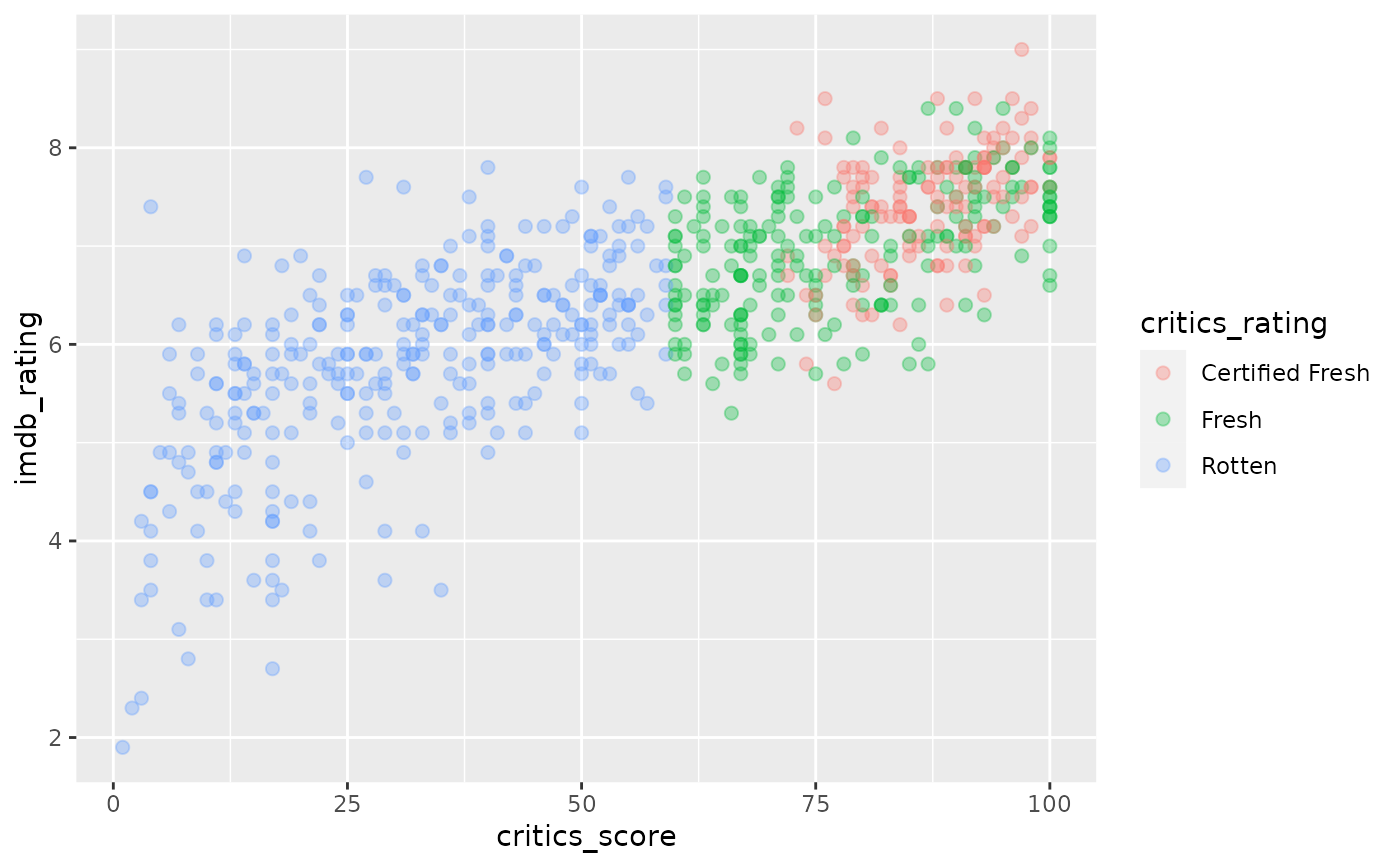 8
6
4
2
imdb_rating
0 25 50 75 100
critics_score
critics_rating
Certified Fresh
Fresh
Rotten